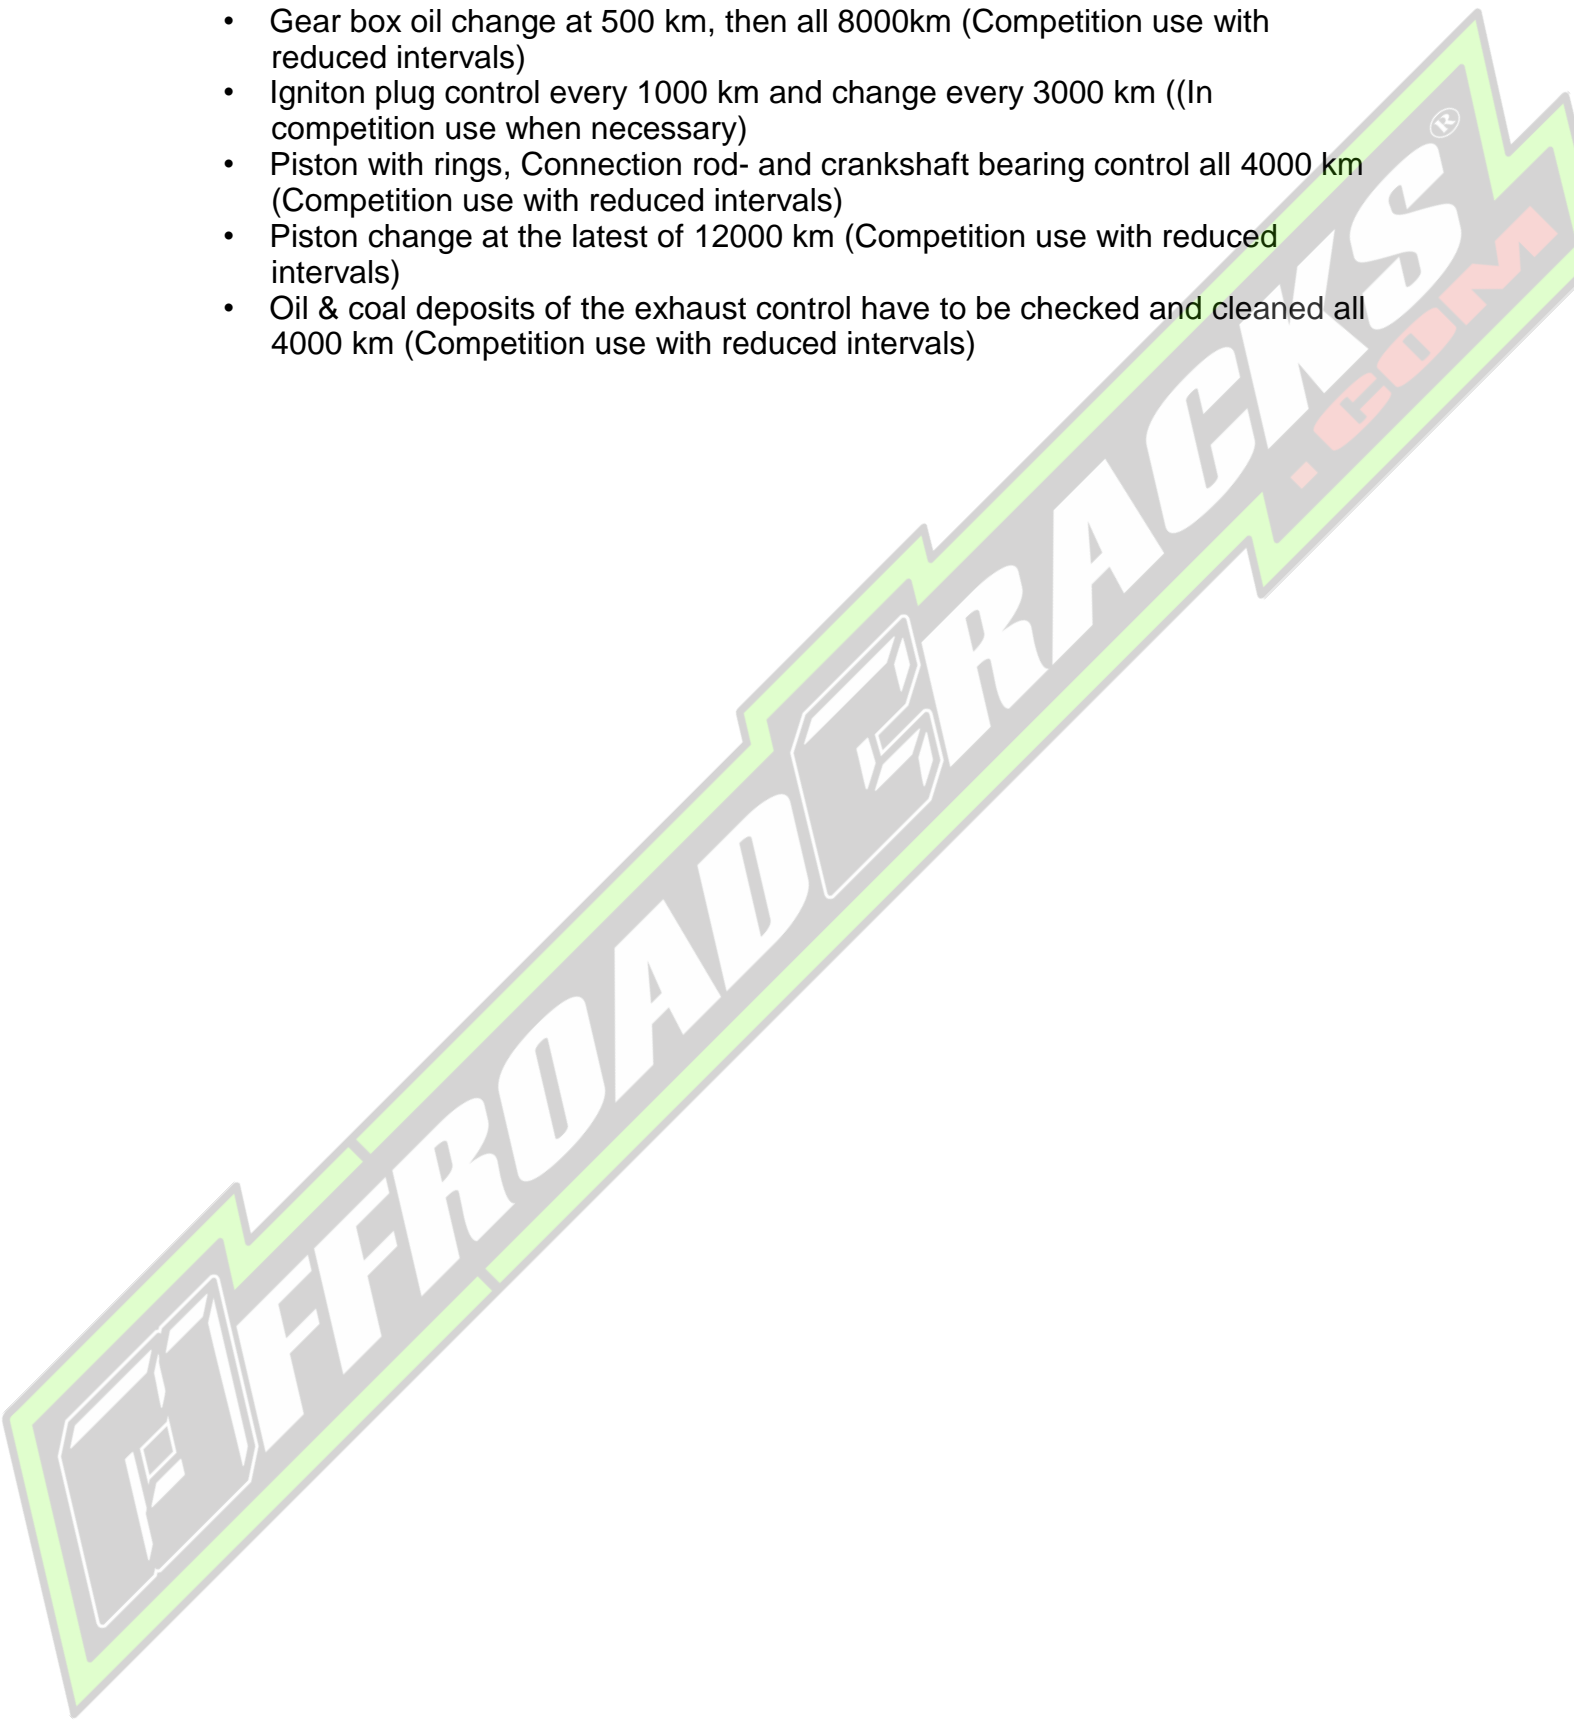 • Gear box oil change at 500 km, then all 8000km (Competition use with
reduced intervals)
• Igniton plug control every 1000 km and change every 3000 km ((In
competition use when necessary)
• Piston with rings, Connection rod- and crankshaft bearing control all 4000 km
(Competition use with reduced intervals)
• Piston change at the latest of 12000 km (Competition use with reduced
intervals)
• Oil & coal deposits of the exhaust control have to be checked and cleaned all
4000 km (Competition use with reduced intervals)
OFFROADCRACKS ®
.COM